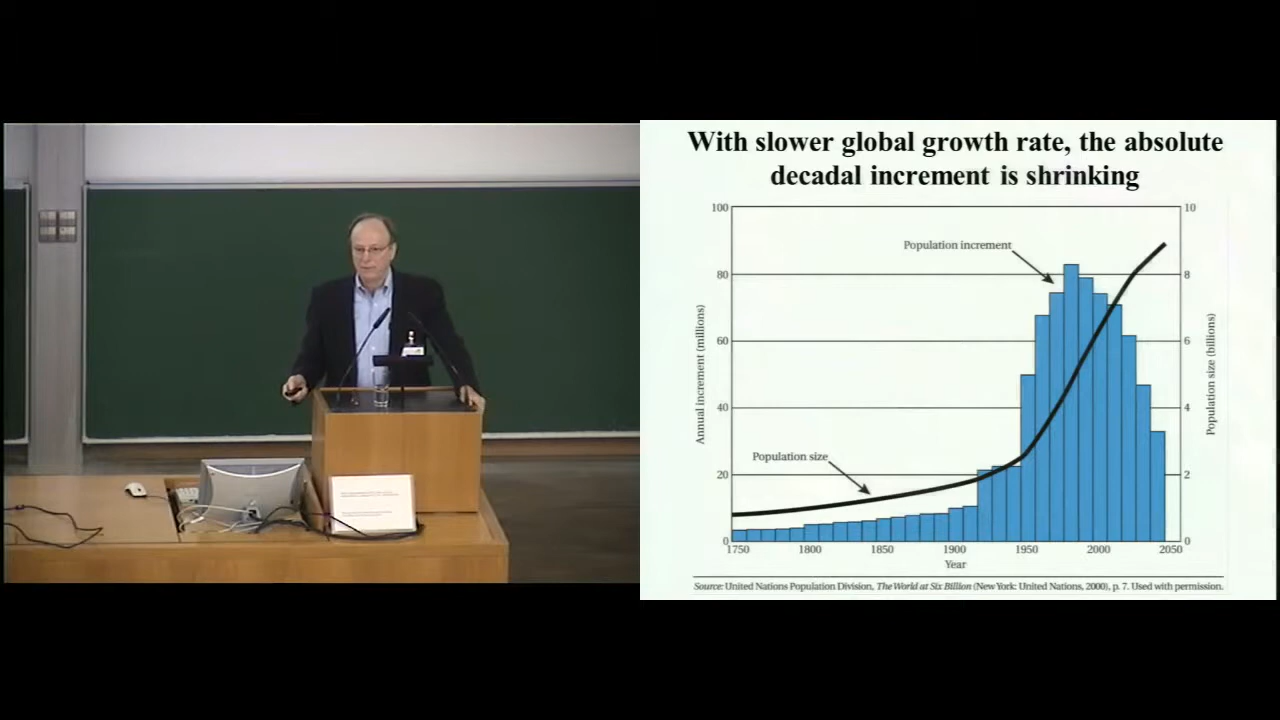 With slower global growth rate, the absolute
decadal increment is shrinking
100
80
60
40
20
0
Annual increment (millions)
Population increment
Population size
10
8
6
4
2
0
Population size (billions)
1750
1800
1850
1900
1950
2000
2050
Year
Source: United Nations Population Division, The World at Six Billion (New York: United Nations, 2000), p. 7. Used with permission.